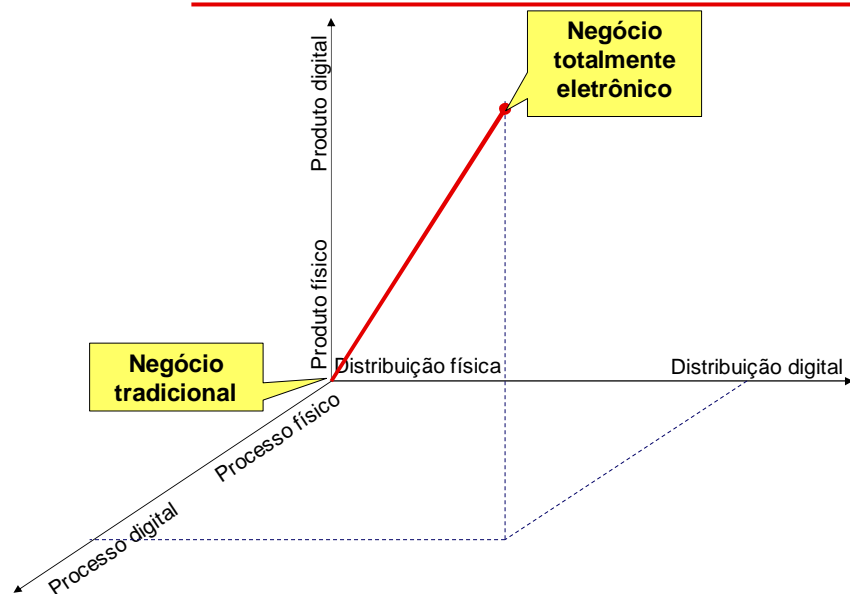 Negócio
totalmente
eletrônico
Produto digital
Produto físico
Negócio
tradicional
Distribuição física
Distribuição digital
Processo físico
Processo digital